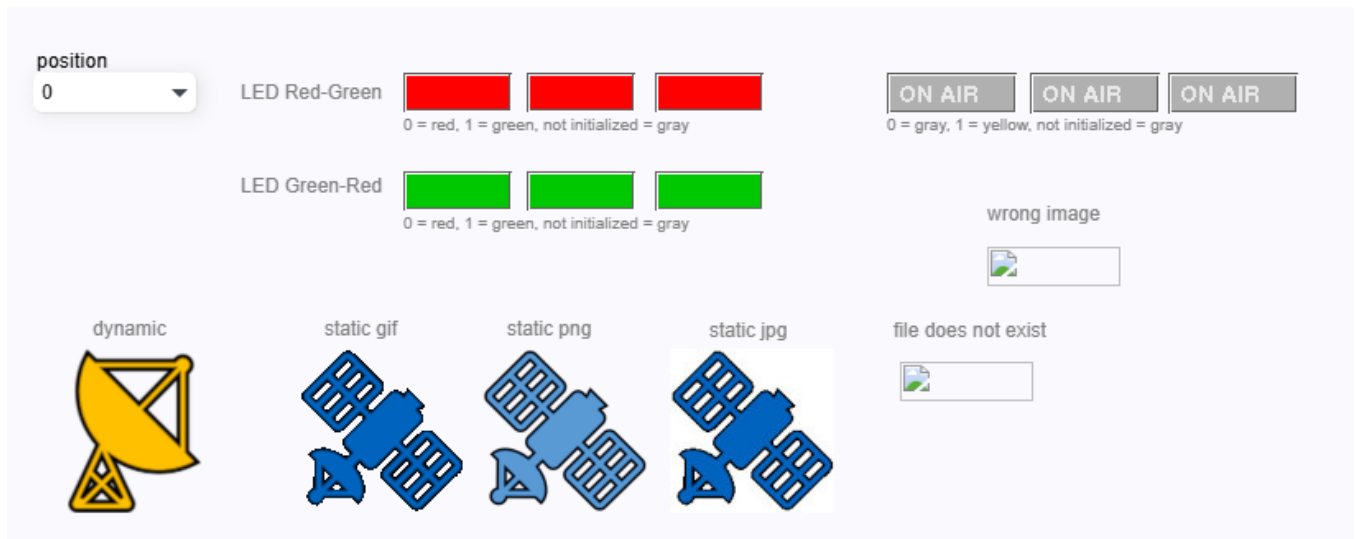 position
0
LED Red-Green
0 = red, 1 = green, not initialized = gray
ON AIR
ON AIR
ON AIR
0 = gray, 1 = yellow, not initialized = gray
LED Green-Red
0 = red, 1 = green, not initialized = gray
wrong image
dynamic
static gif
static png
static jpg
file does not exist